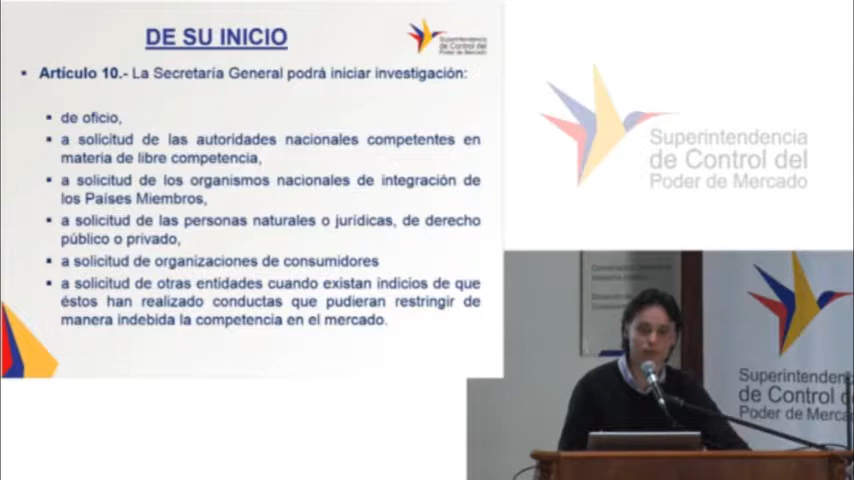 DE SU INICIO
Superintendencia
de Control del
Poder de Mercado
▪ Artículo 10.- La Secretaría General podrá iniciar investigación:
▪ de oficio,
▪ a solicitud de las autoridades nacionales competentes en
materia de libre competencia,
▪ a solicitud de los organismos nacionales de integración de
los Países Miembros,
▪ a solicitud de las personas naturales o jurídicas, de derecho
público o privado,
▪ a solicitud de organizaciones de consumidores
▪ a solicitud de otras entidades cuando existan indicios de que
éstos han realizado conductas que pudieran restringir de
manera indebida la competencia en el mercado.
Superintendencia
de Control del
Poder de Mercado
Superintendenc
de Control d
Poder de Merca